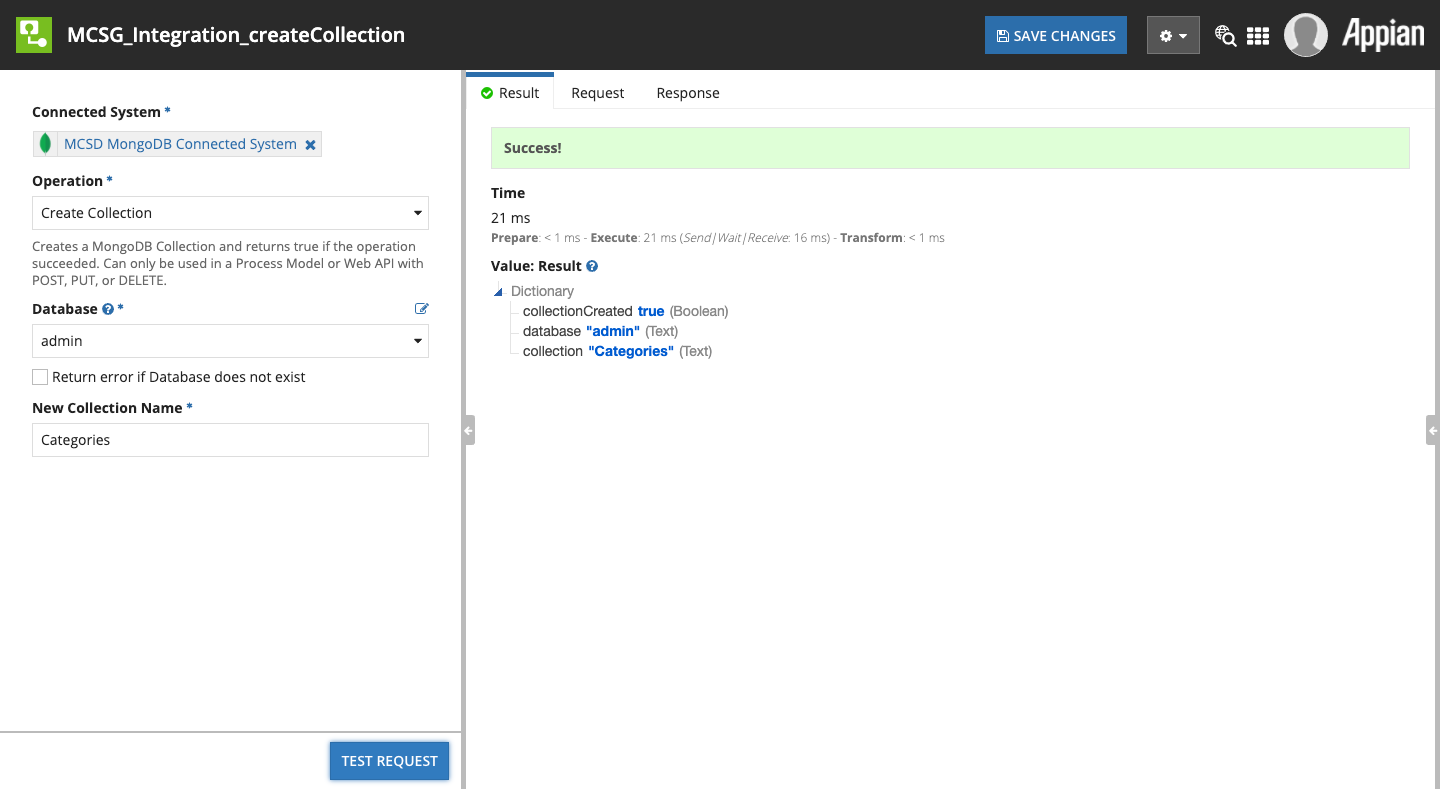 MCSG_Integration_createCollection
SAVE CHANGES
Appian
Connected System *
MCSD MongoDB Connected System
Operation *
Create Collection
Creates a MongoDB Collection and returns true if the operation
succeeded. Can only be used in a Process Model or Web API with
POST, PUT, or DELETE.
Database *
admin
Return error if Database does not exist
New Collection Name *
Categories
TEST REQUEST
Result Request Response
Success!
Time
21 ms
Prepare: < 1 ms - Execute: 21 ms (Send|Wait|Receive: 16 ms) - Transform: < 1 ms
Value: Result
Dictionary
collectionCreated true (Boolean)
database "admin" (Text)
collection "Categories" (Text)